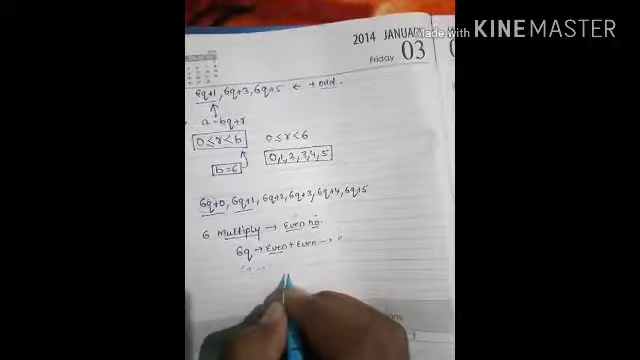 Made with KINEMASTER
2014 JANUARY
Friday 03
6q+1, 6q+3, 6q+5 ← + odd.
a=bq+r
0≤r<b 0≤r<6
b=6 0,1,2,3,4,5
6q+0, 6q+1, 6q+2, 6q+3, 6q+4, 6q+5
6 Multiply → Even no.
6q → Even + Even →